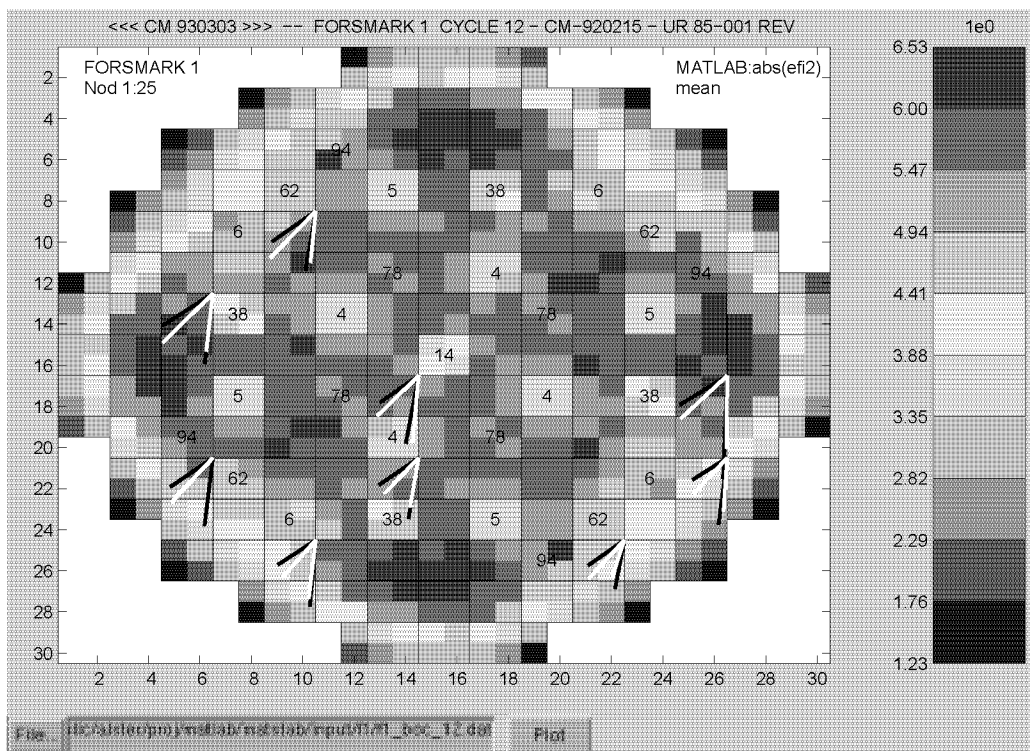 <<< CM 930303 >>> -- FORSMARK 1 CYCLE 12 - CM-920215 - UR 85-001 REV
1e0
FORSMARK 1
Nod 1:25
MATLAB:abs(efi2)
mean
2
4
6
8
10
12
14
16
18
20
22
24
26
28
30
94
62 5 38 6
6 62
78 4 94
38 4 78 5
14
5 78 4 38
94 4 78
62 6
6 38 5 62
94
2 4 6 8 10 12 14 16 18 20 22 24 26 28 30
6.53
6.00
5.47
4.94
4.41
3.88
3.35
2.82
2.29
1.76
1.23
File... Plot